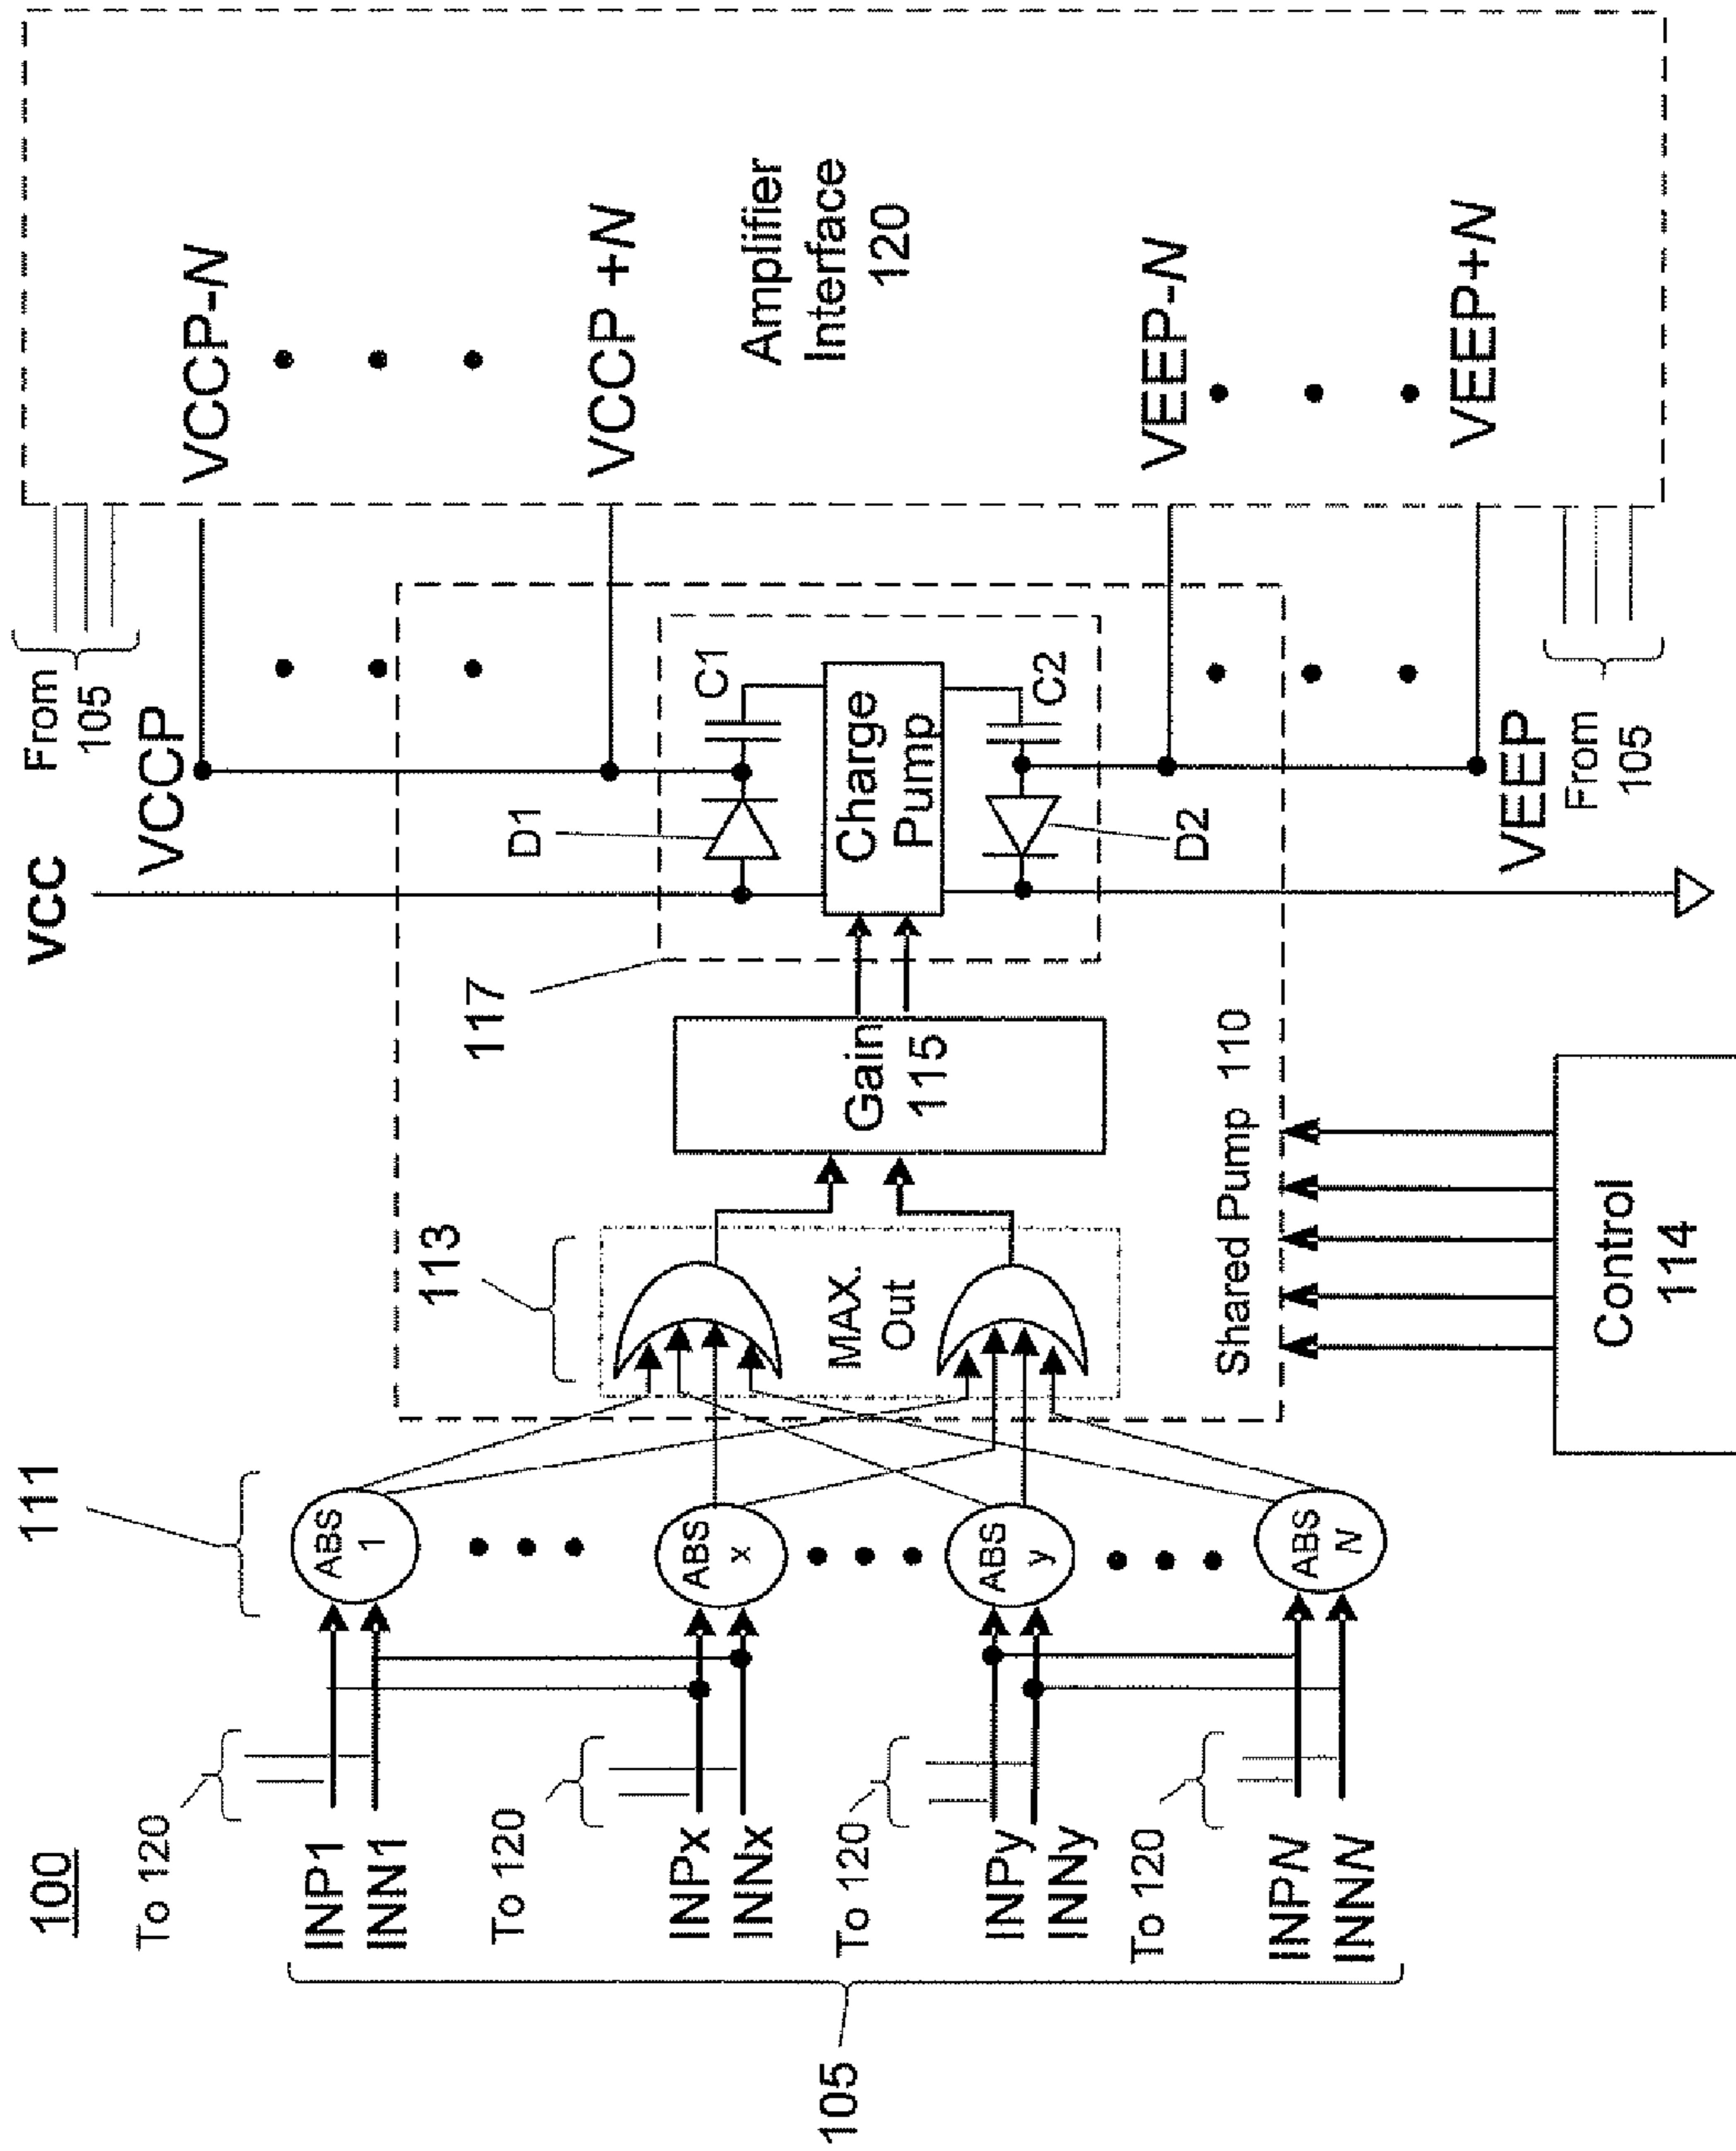 100
To 120
INP1
INN1
To 120
INPx
INNx
To 120
INPy
INNy
To 120
INPN
INNN
105
111
ABS
1
ABS
x
ABS
y
ABS
N
113
MAX.
Out
Gain
115
117
Shared Pump 110
Control
114
VCC
VCCP
From
105
D1
C1
Charge
Pump
C2
D2
VEEP
From
105
VCCP-N
VCCP +N
Amplifier
Interface
120
VEEP-N
VEEP+N